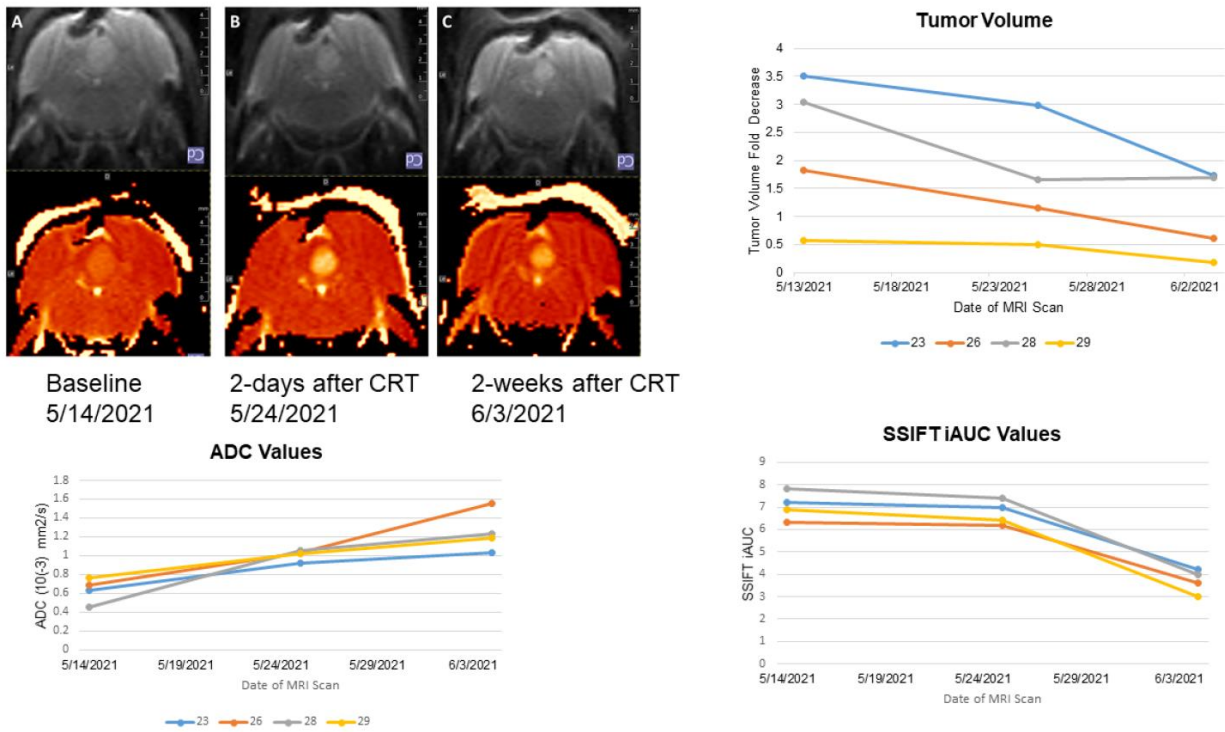 A
B
C
PD
PD
PD
Baseline
5/14/2021
2-days after CRT
5/24/2021
2-weeks after CRT
6/3/2021
Tumor Volume
Tumor Volume Fold Decrease
4
3.5
3
2.5
2
1.5
1
0.5
0
5/13/2021 5/18/2021 5/23/2021 5/28/2021 6/2/2021
Date of MRI Scan
23 26 28 29
ADC Values
ADC (10(-3) mm2/s)
1.8
1.6
1.4
1.2
1
0.8
0.6
0.4
0.2
0
5/14/2021 5/19/2021 5/24/2021 5/29/2021 6/3/2021
Date of MRI Scan
23 26 28 29
SSIFT iAUC Values
SSIFT iAUC
9
8
7
6
5
4
3
2
1
0
5/14/2021 5/19/2021 5/24/2021 5/29/2021 6/3/2021
Date of MRI Scan